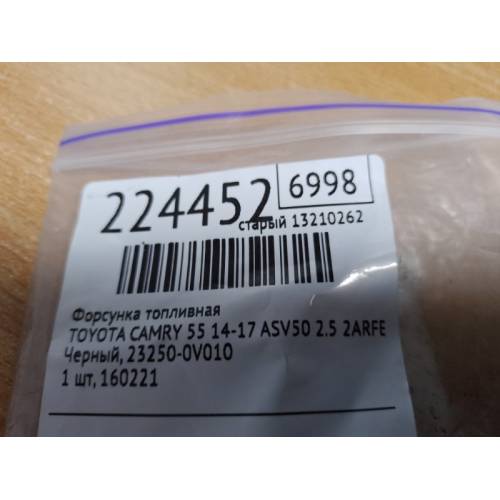 224452 6998
старый 13210262
Форсунка топливная
TOYOTA CAMRY 55 14-17 ASV50 2.5 2ARFE
Черный, 23250-0V010
1 шт, 160221